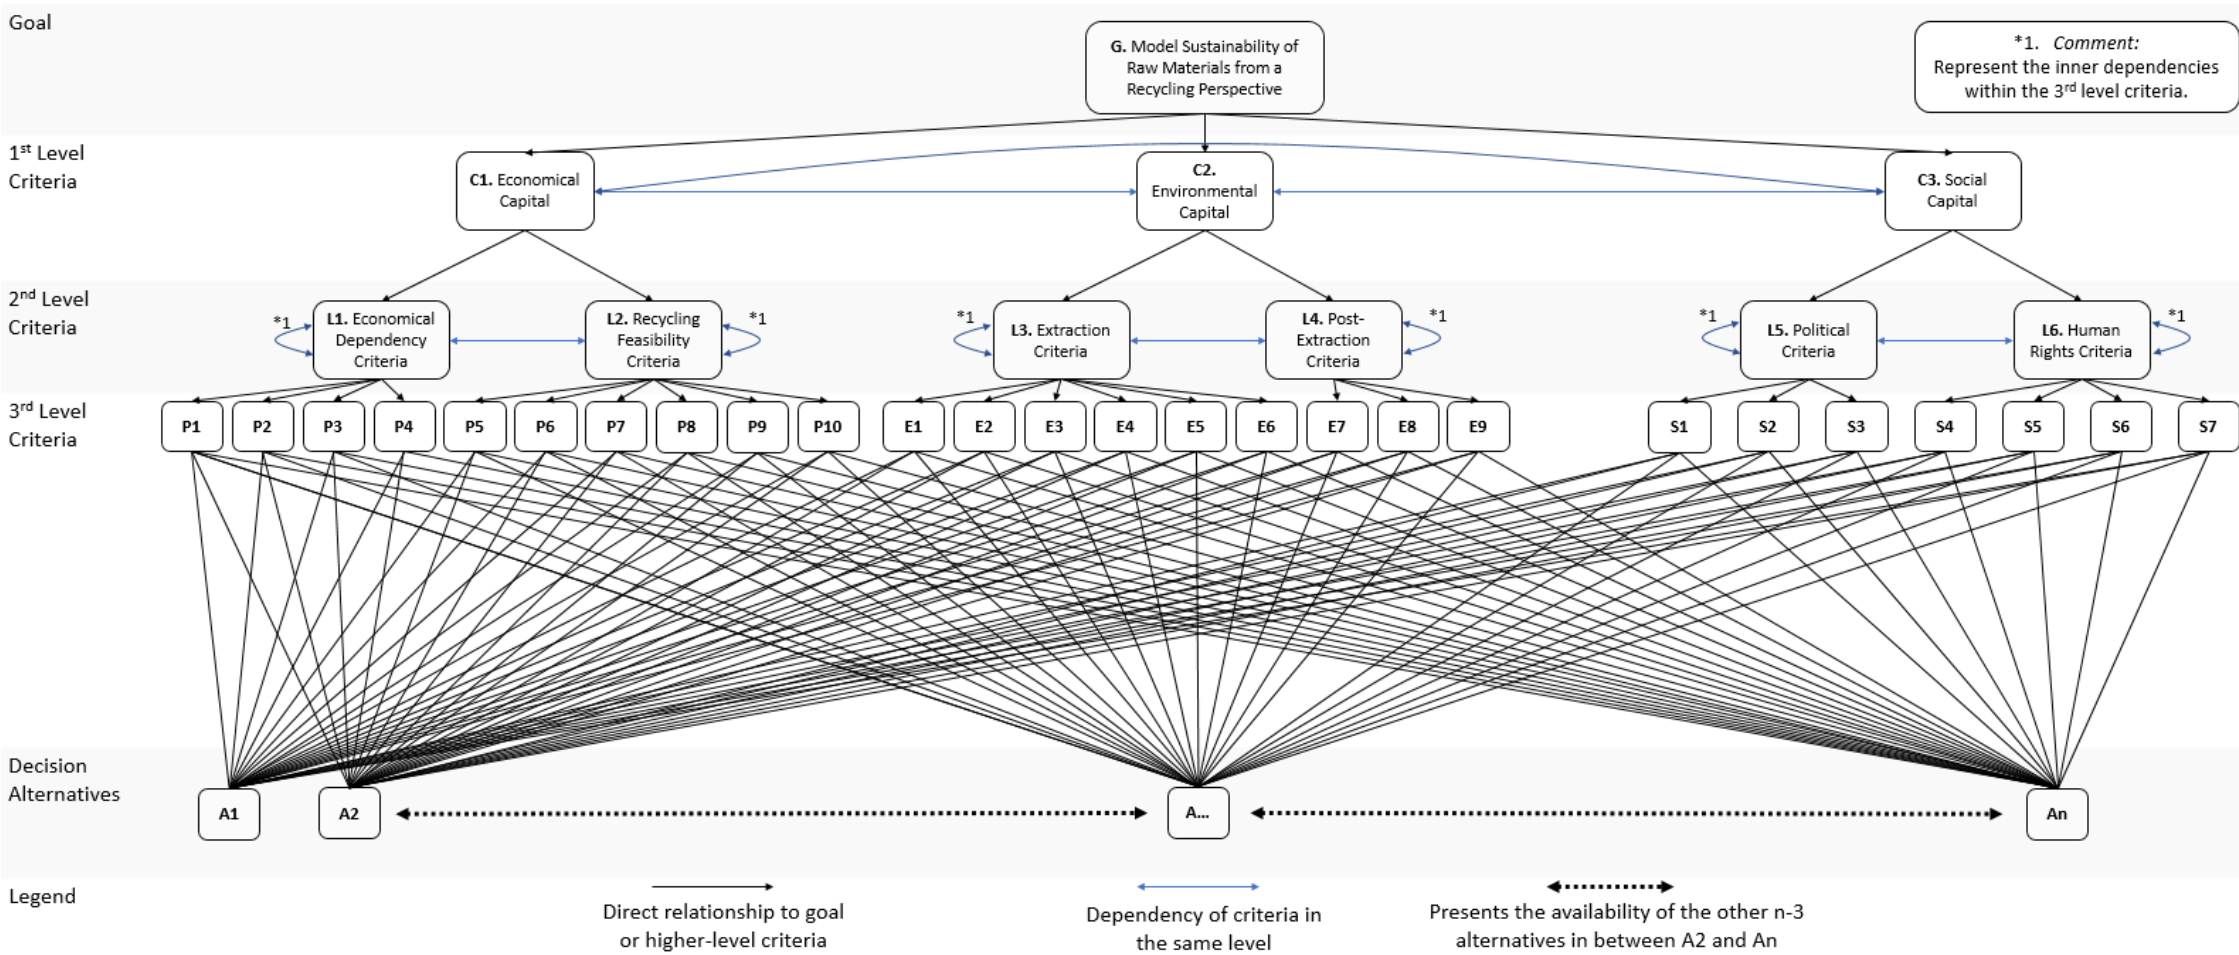 Goal
G. Model Sustainability of
Raw Materials from a
Recycling Perspective
*1. Comment:
Represent the inner dependencies
within the 3rd level criteria.
1st Level
Criteria
C1. Economical
Capital
C2.
Environmental
Capital
C3. Social
Capital
2nd Level
Criteria
*1
L1. Economical
Dependency
Criteria
L2. Recycling
Feasibility
Criteria
*1
*1
L3. Extraction
Criteria
L4. Post-
Extraction
Criteria
*1
*1
L5. Political
Criteria
L6. Human
Rights Criteria
*1
3rd Level
Criteria
P1 P2 P3 P4 P5 P6 P7 P8 P9 P10 E1 E2 E3 E4 E5 E6 E7 E8 E9 S1 S2 S3 S4 S5 S6 S7
Decision
Alternatives
A1 A2 A... An
Legend
Direct relationship to goal
or higher-level criteria
Dependency of criteria in
the same level
Presents the availability of the other n-3
alternatives in between A2 and An